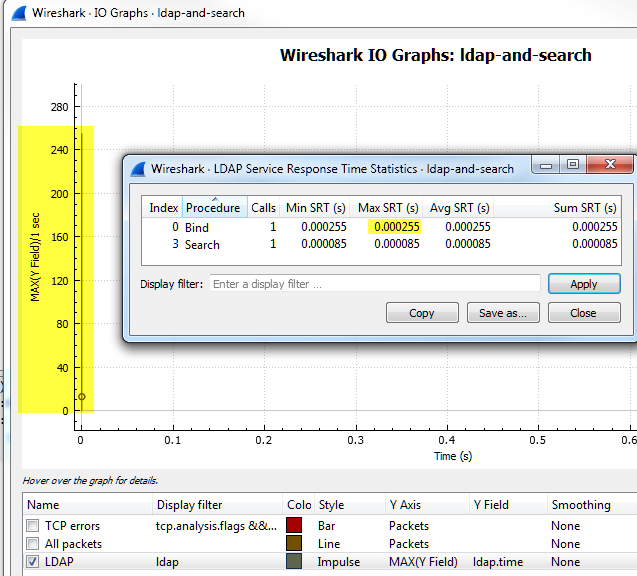 Wireshark · IO Graphs · ldap-and-search
Wireshark IO Graphs: ldap-and-search
280
240
200
160
120
80
40
0
MAX(Y Field)/1 sec
Wireshark · LDAP Service Response Time Statistics · ldap-and-search
Index Procedure Calls Min SRT (s) Max SRT (s) Avg SRT (s) Sum SRT (s)
0 Bind 1 0.000255 0.000255 0.000255 0.000255
3 Search 1 0.000085 0.000085 0.000085 0.000085
Display filter: Enter a display filter ... Apply
Copy Save as... Close
0 0.1 0.2 0.3 0.4 0.5 0.6
Time (s)
Hover over the graph for details.
Name Display filter Colo Style Y Axis Y Field Smoothing
TCP errors tcp.analysis.flags &&... Bar Packets None
All packets Line Packets None
LDAP ldap Impulse MAX(Y Field) ldap.time None